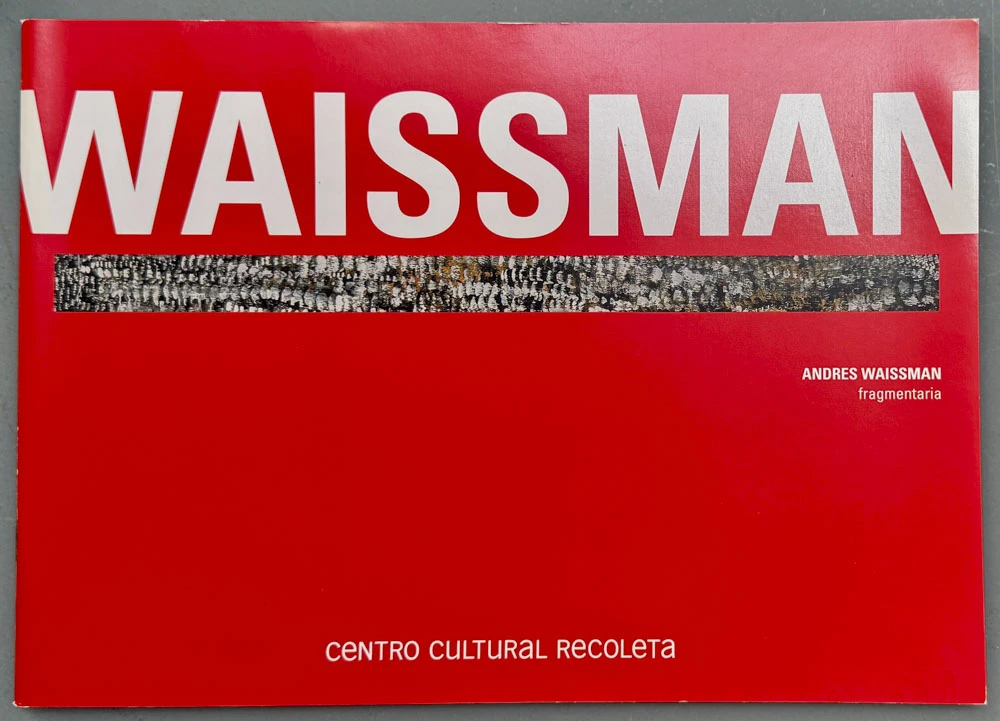 WAISSMAN
ANDRES WAISSMAN
fragmentaria
CeNTRO CULTURAL RECOLeTA